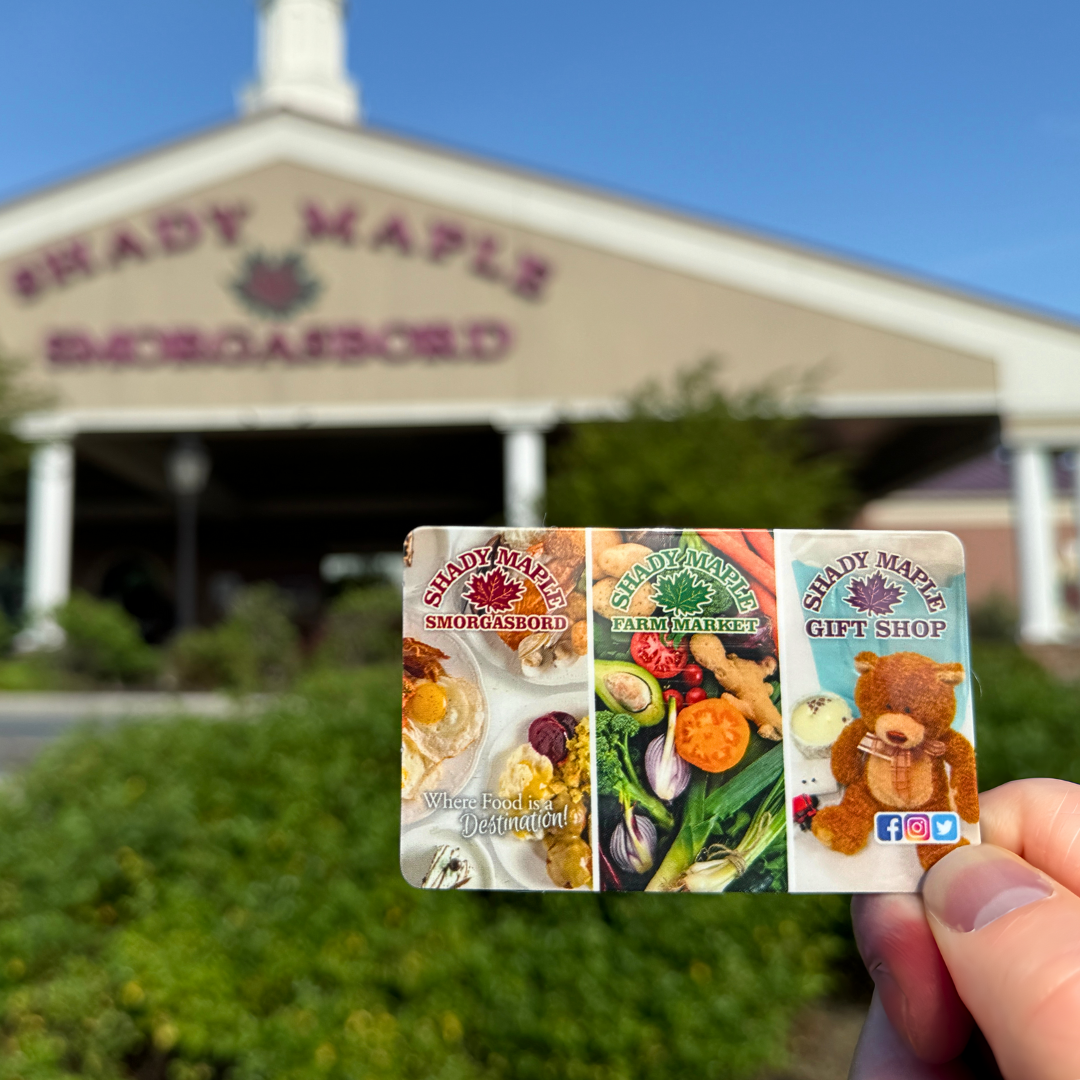 SHADY MAPLE
SMORGASBORD
SHADY MAPLE
SMORGASBORD
Where Food is a
Destination!
SHADY MAPLE
FARM MARKET
SHADY MAPLE
GIFT SHOP